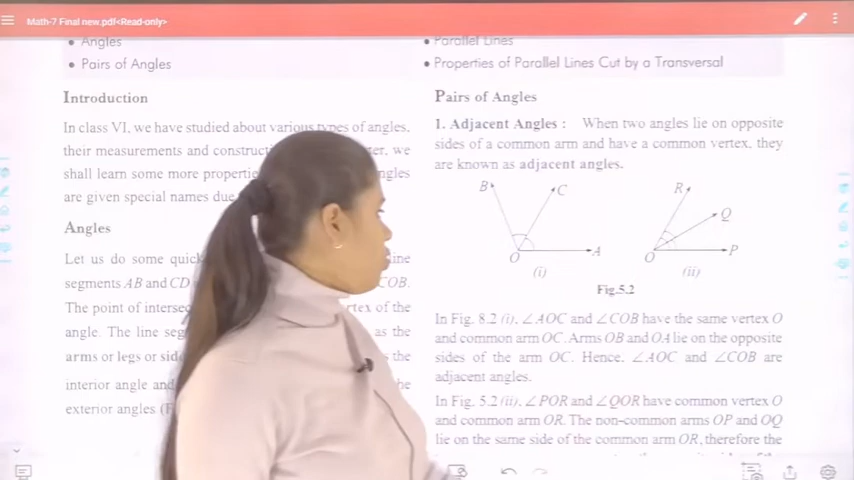 Math-7 Final new.pdf<Read-only>
• Angles
• Pairs of Angles
• Parallel Lines
• Properties of Parallel Lines Cut by a Transversal
Introduction
In class VI, we have studied about various types of angles,
their measurements and we
shall learn some more
are given special names
Angles
Let us do some line
segments AB and CD COB.
The point of of the
angle. The line as the
arms or legs or the
interior angle and
exterior angles
Pairs of Angles
1. Adjacent Angles : When two angles lie on opposite
sides of a common arm and have a common vertex, they
are known as adjacent angles.
B C R Q
O A O P
(i) (ii)
Fig.5.2
In Fig. 8.2 (i), ∠AOC and ∠COB have the same vertex O
and common arm OC. Arms OB and OA lie on the opposite
sides of the arm OC. Hence, ∠AOC and ∠COB are
adjacent angles.
In Fig. 5.2 (ii), ∠POR and ∠QOR have common vertex O
and common arm OR. The non-common arms OP and OQ
lie on the same side of the common arm OR, therefore the